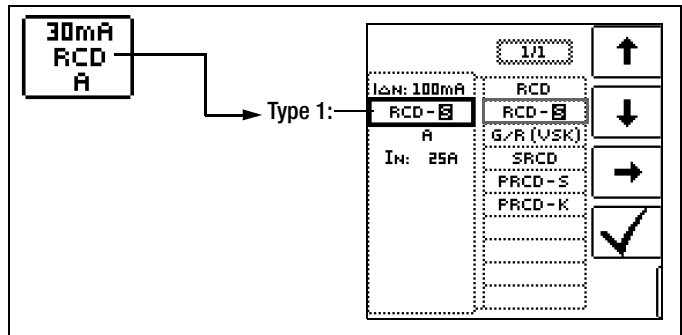 30mA
RCD
A
Type 1:
1/1
IΔN: 100mA
RCD-S
A
IN: 25A
RCD
RCD-S
G/R (VSK)
SRCD
PRCD-S
PRCD-K